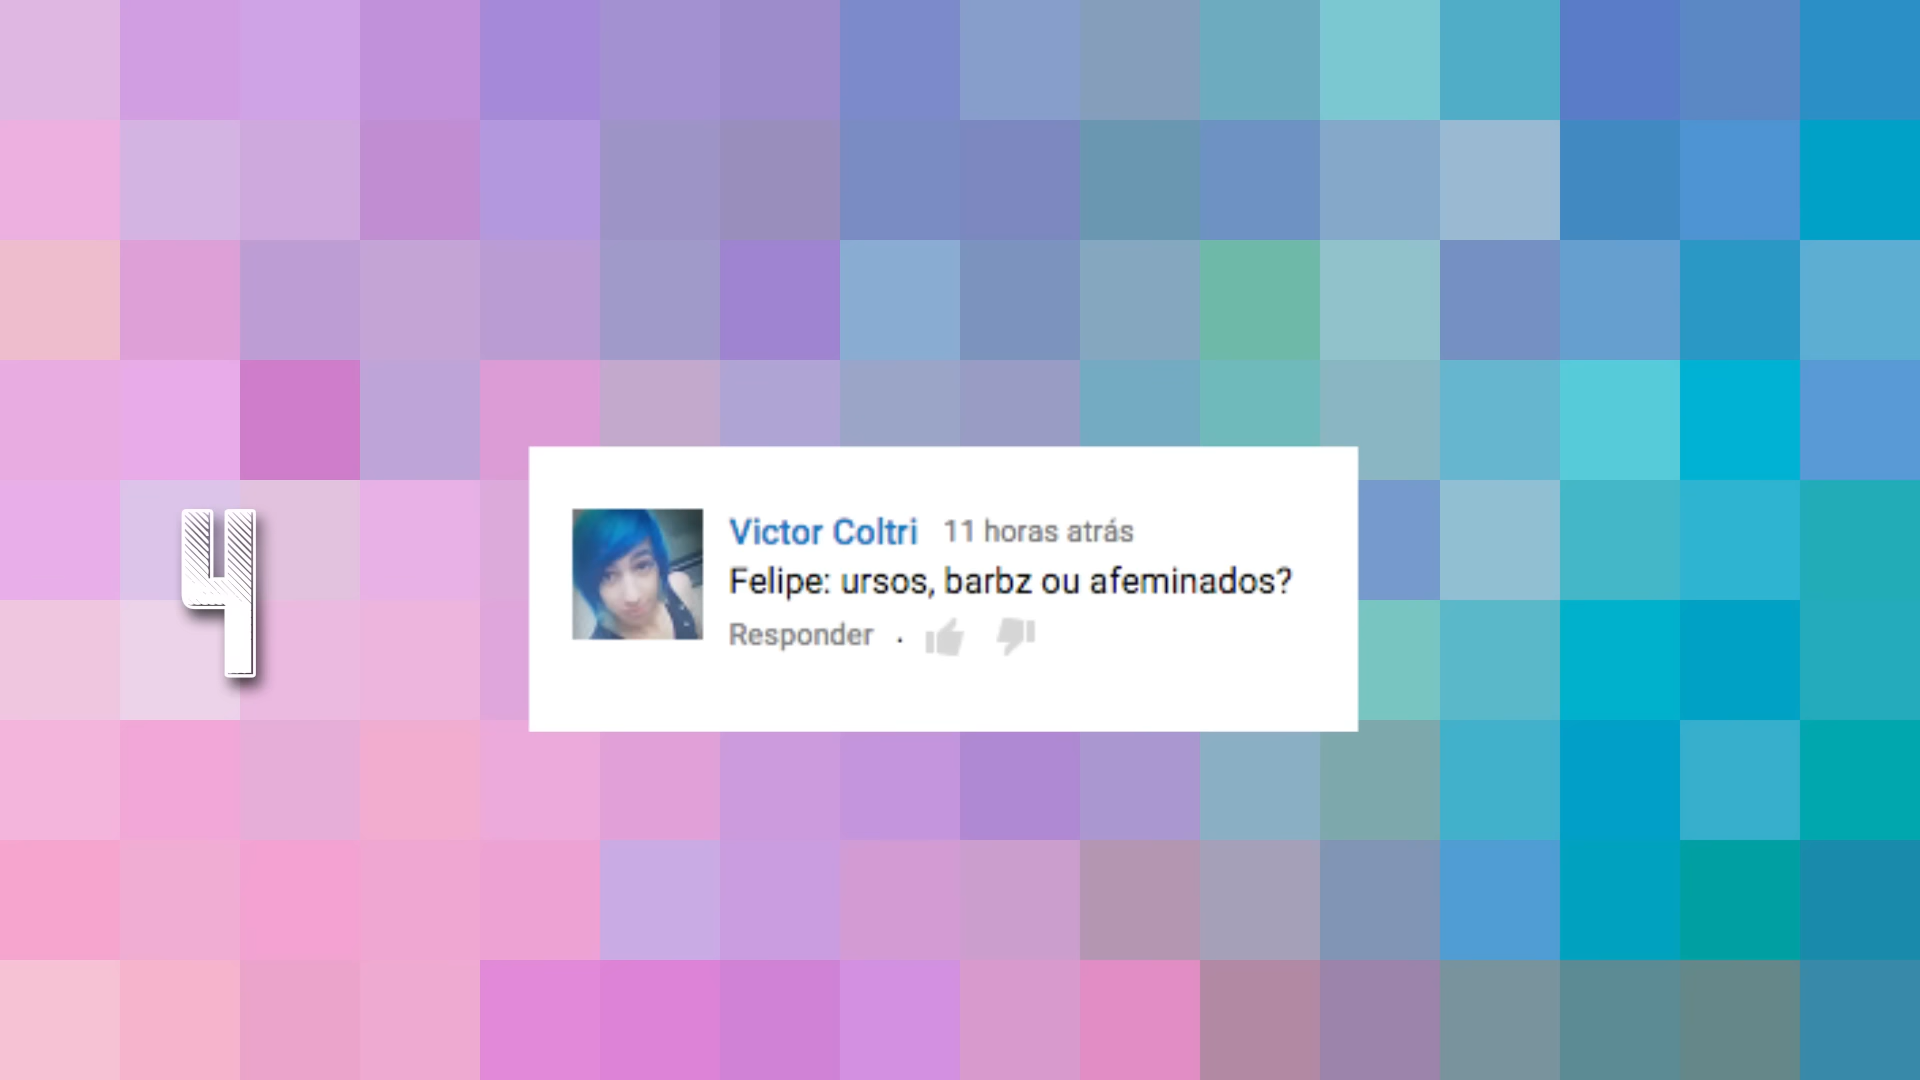 4
Victor Coltri 11 horas atrás
Felipe: ursos, barbz ou afeminados?
Responder .